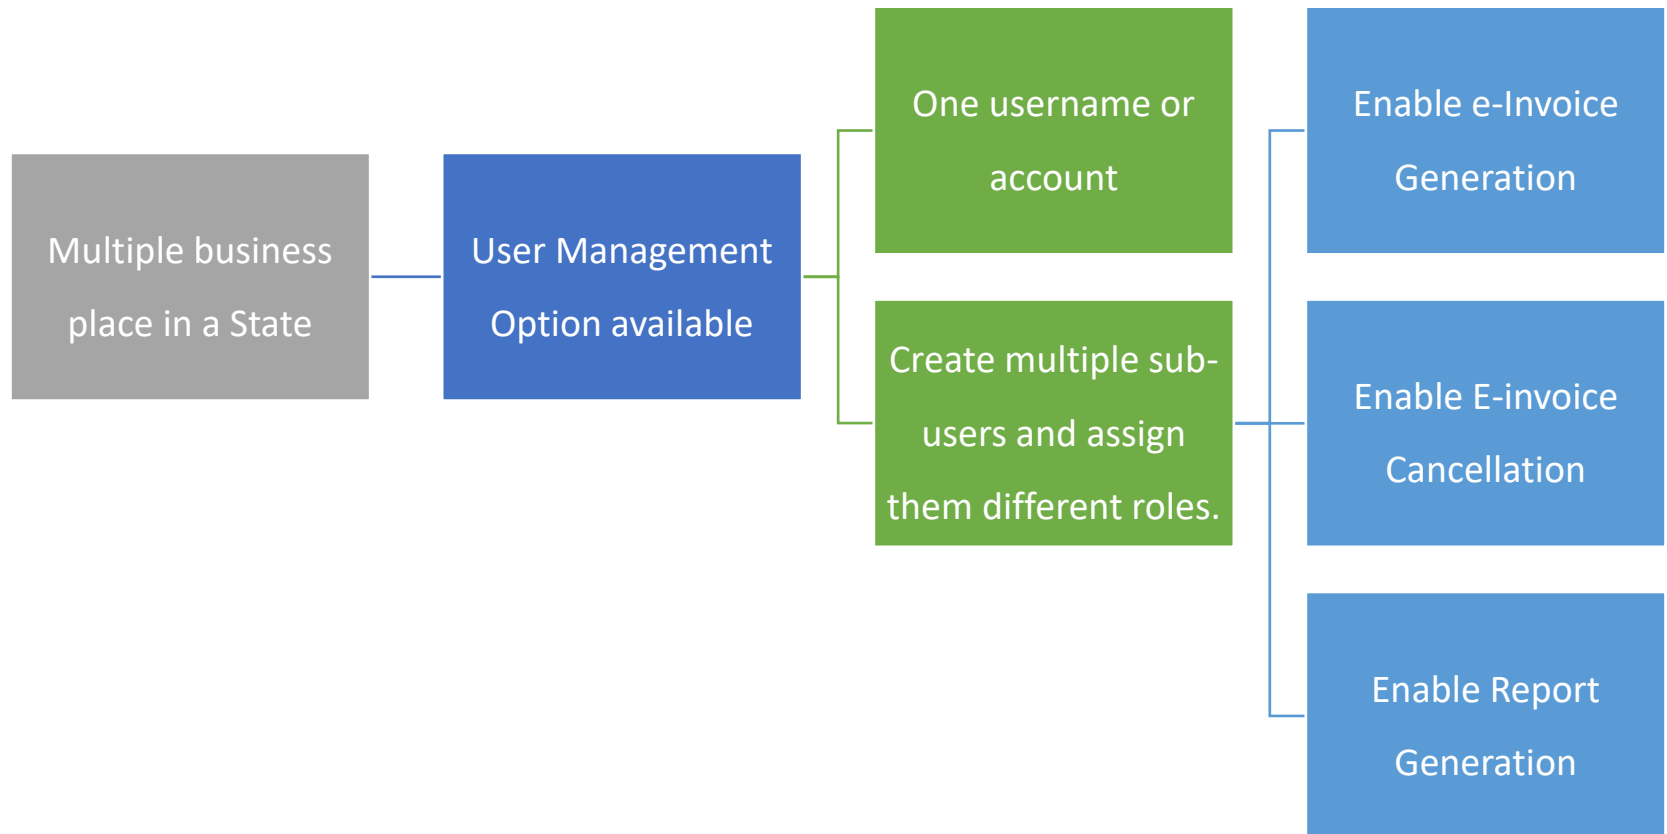 Multiple business
place in a State
User Management
Option available
One username or
account
Create multiple sub-
users and assign
them different roles.
Enable e-Invoice
Generation
Enable E-invoice
Cancellation
Enable Report
Generation